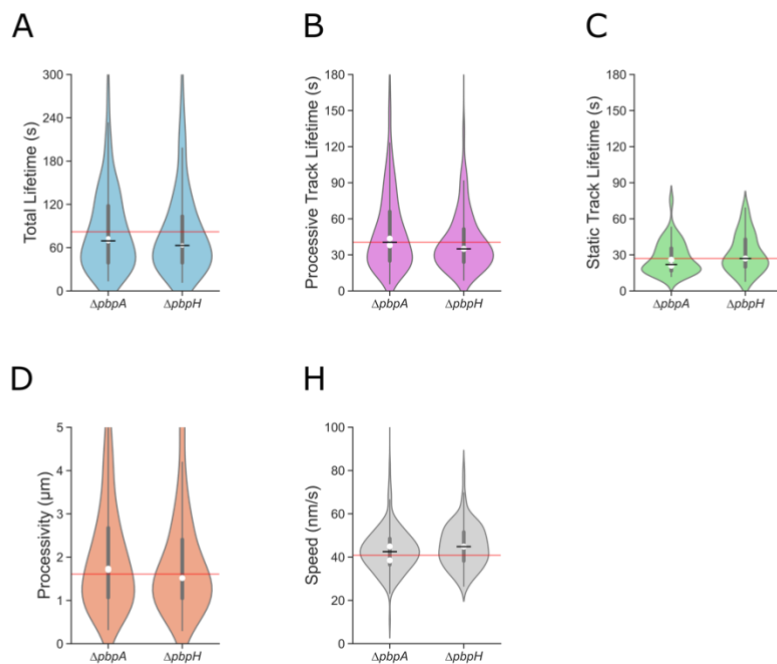 A
B
C
Total Lifetime (s)
300
240
180
120
60
0
ΔpbpA
ΔpbpH
Processive Track Lifetime (s)
180
150
120
90
60
30
0
ΔpbpA
ΔpbpH
Static Track Lifetime (s)
180
150
120
90
60
30
0
ΔpbpA
ΔpbpH
D
H
Processivity (µm)
5
4
3
2
1
0
ΔpbpA
ΔpbpH
Speed (nm/s)
100
80
60
40
20
0
ΔpbpA
ΔpbpH